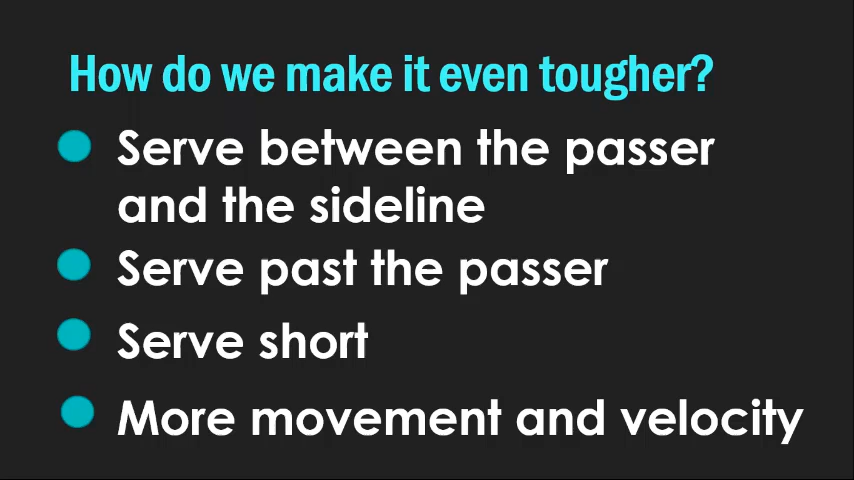 How do we make it even tougher?
Serve between the passer
and the sideline
Serve past the passer
Serve short
More movement and velocity